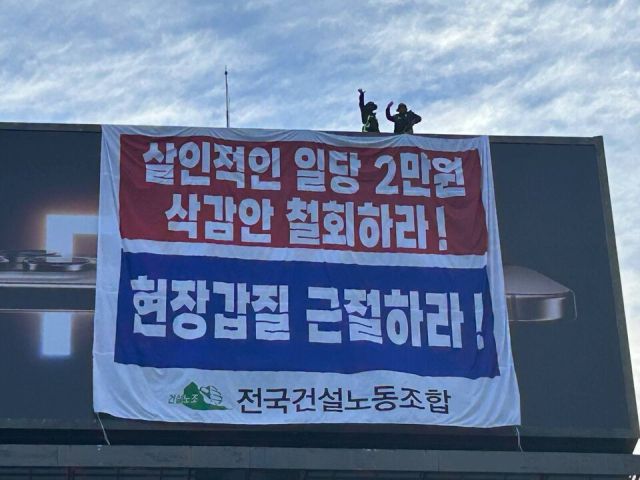 살인적인 일당 2만원
삭감안 철회하라!
현장갑질 근절하라!
건설노조 전국건설노동조합